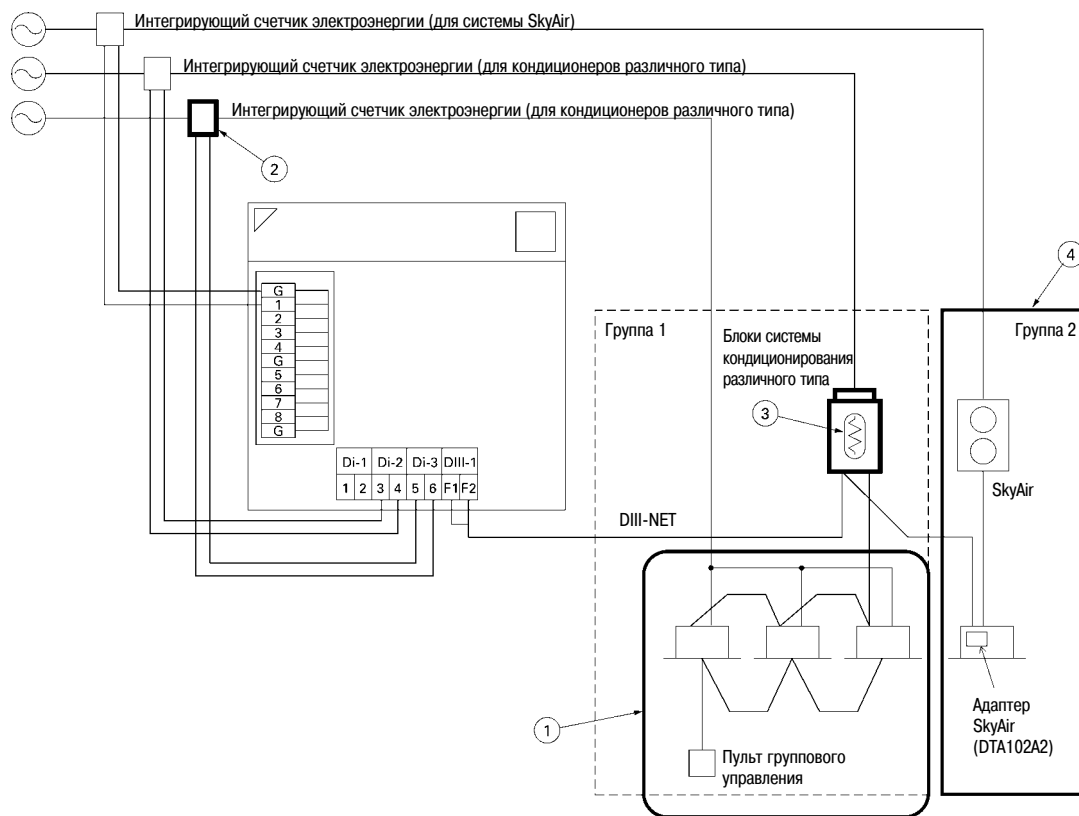 Интегрирующий счетчик электроэнергии (для системы SkyAir)
Интегрирующий счетчик электроэнергии (для кондиционеров различного типа)
Интегрирующий счетчик электроэнергии (для кондиционеров различного типа)
2
4
G
1
2
3
4
G
5
6
7
8
G
Группа 1
Блоки системы
кондиционирования
различного типа
Группа 2
3
Di-1 Di-2 Di-3 DIII-1
1 2 3 4 5 6 F1 F2
SkyAir
DIII-NET
1
Пульт группового
управления
Адаптер
SkyAir
(DTA102A2)